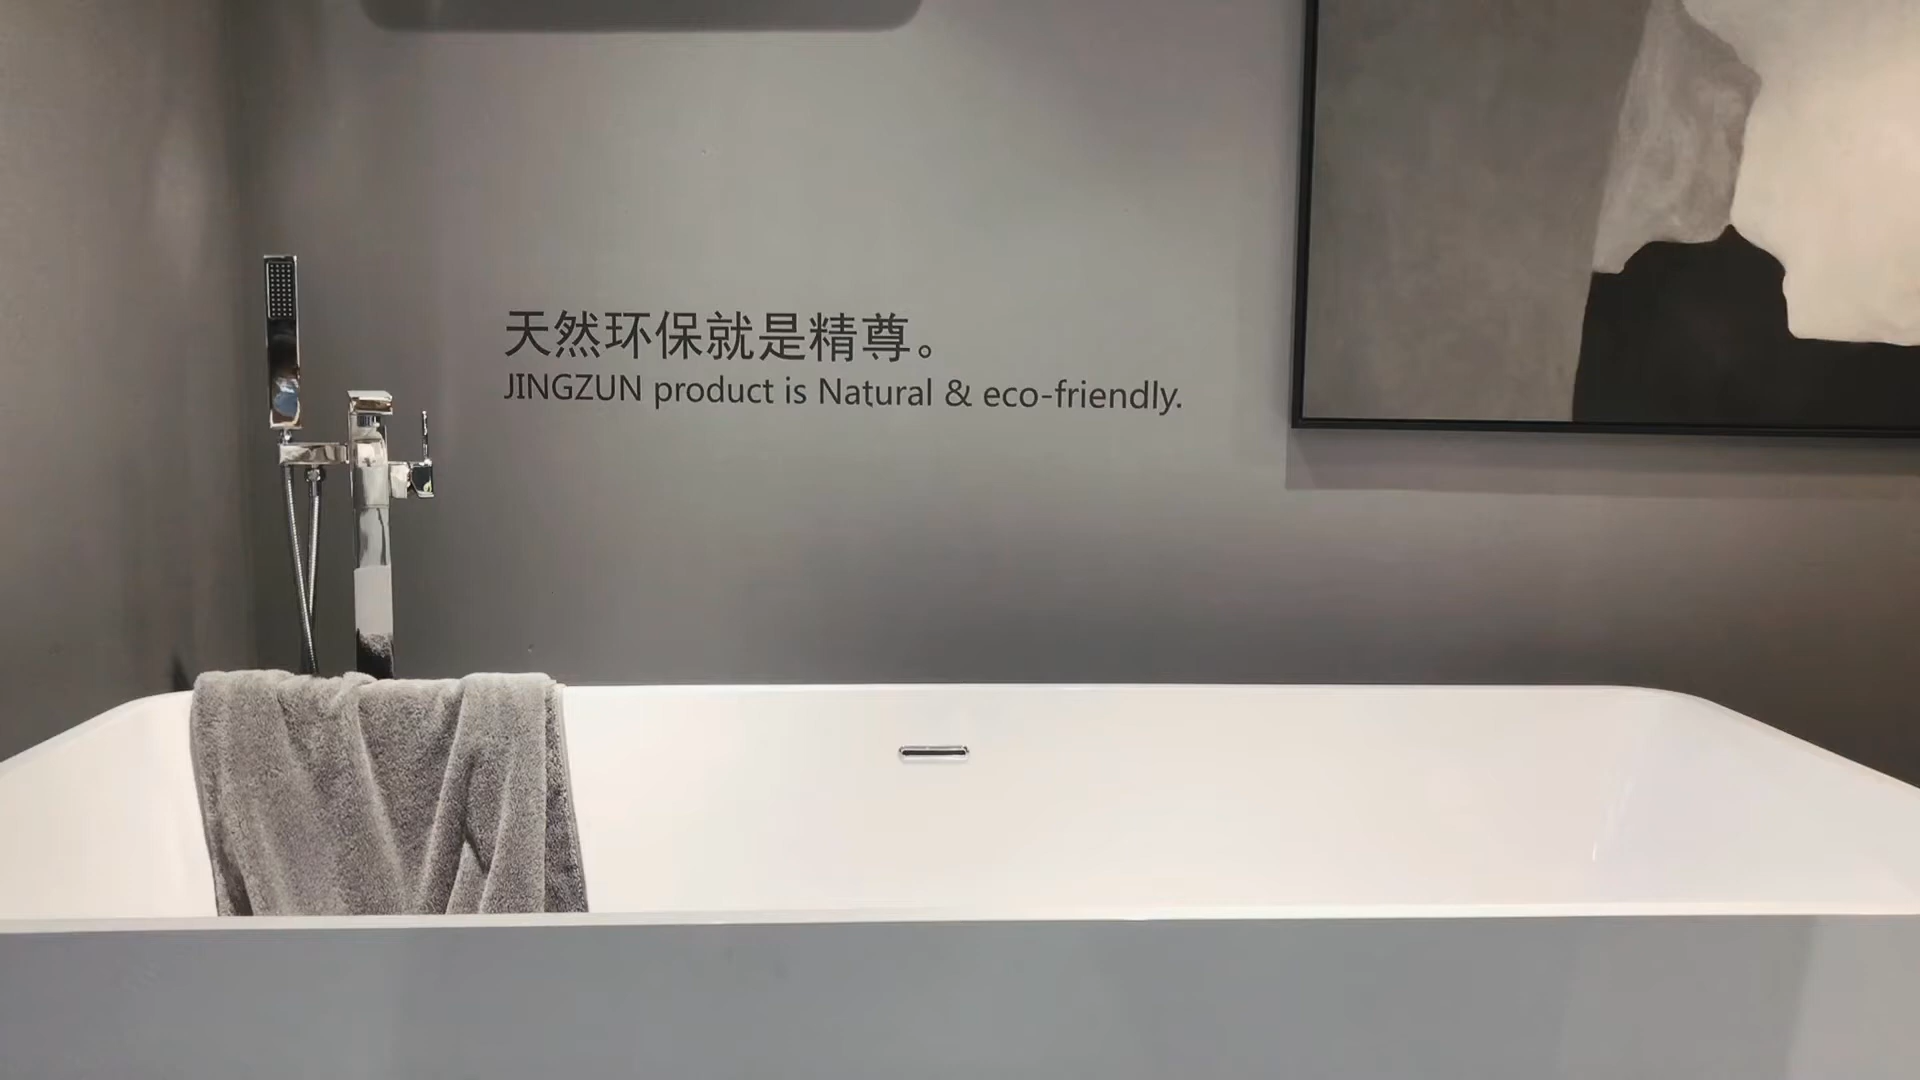 天然环保就是精尊。
JINGZUN product is Natural & eco-friendly.